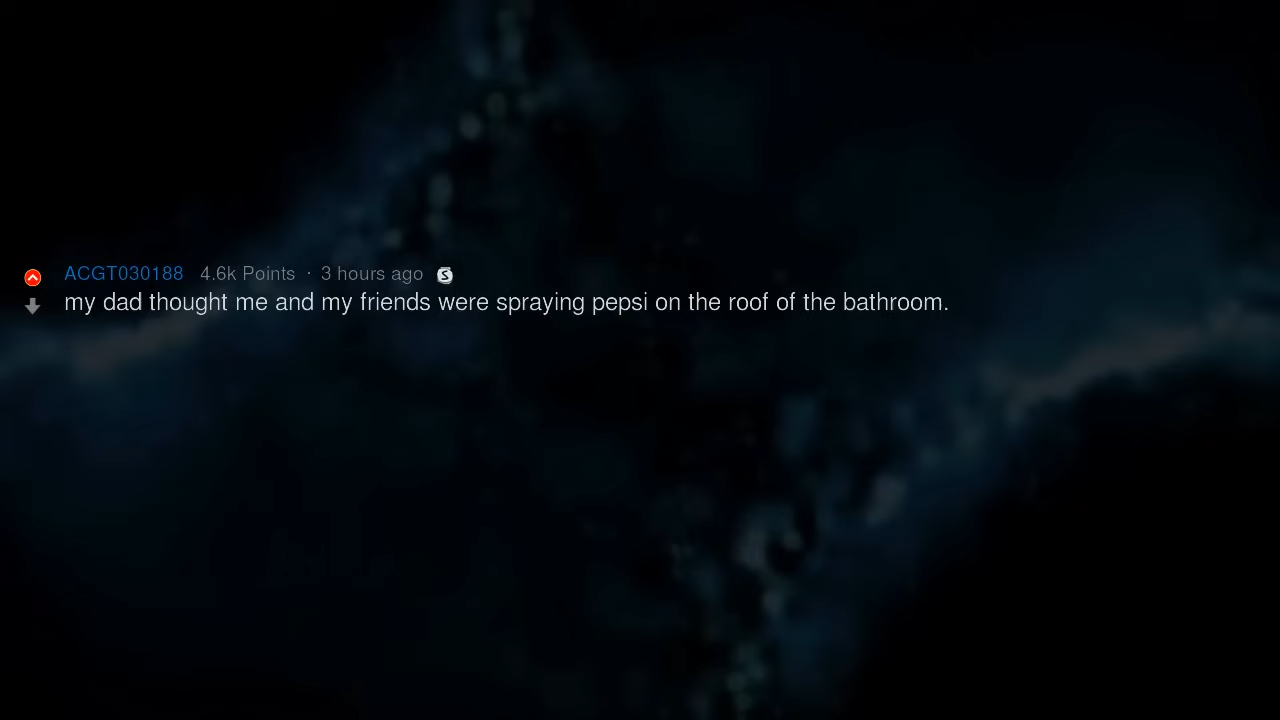 ACGT030188 4.6k Points · 3 hours ago S
my dad thought me and my friends were spraying pepsi on the roof of the bathroom.